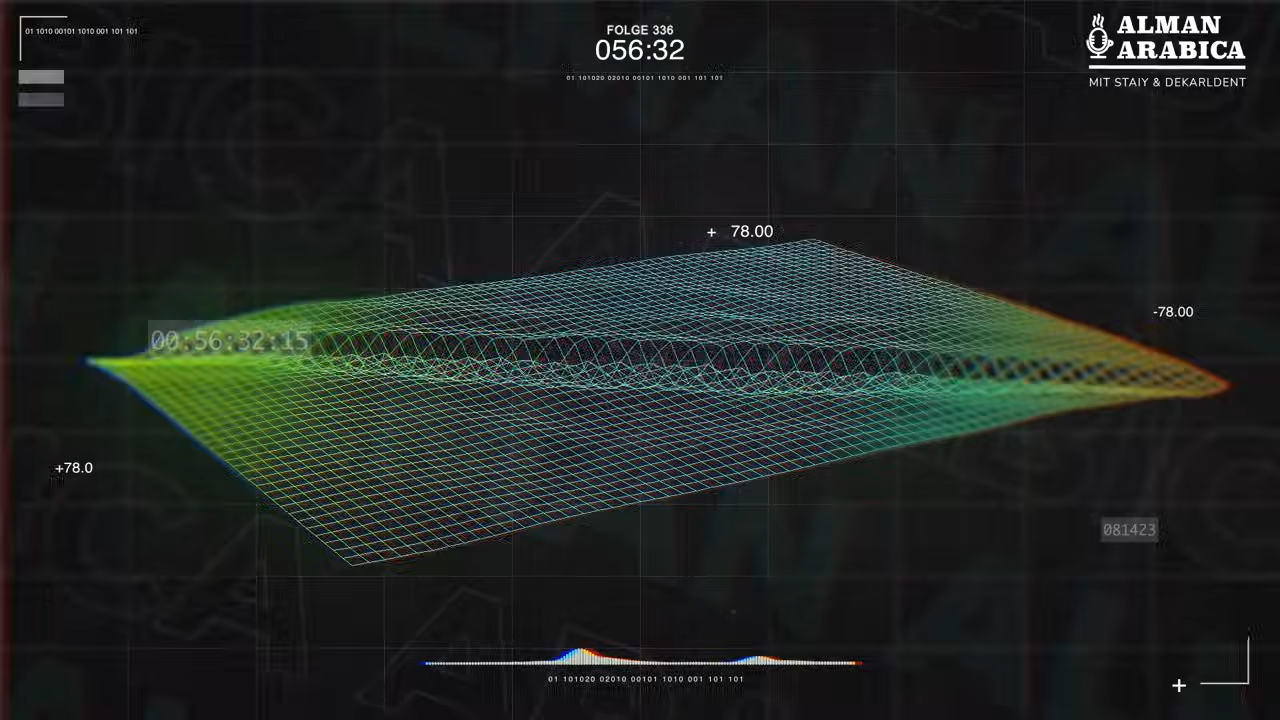 01 1010 00101 1010 001 101 101
FOLGE 336
056:32
01 101020 02010 00101 1010 001 101 101
ALMAN
ARABICA
MIT STAIY & DEKARLDENT
+ 78.00
-78.00
00:56:32:15
+78.0
081423
01 101020 02010 00101 1010 001 101 101
+